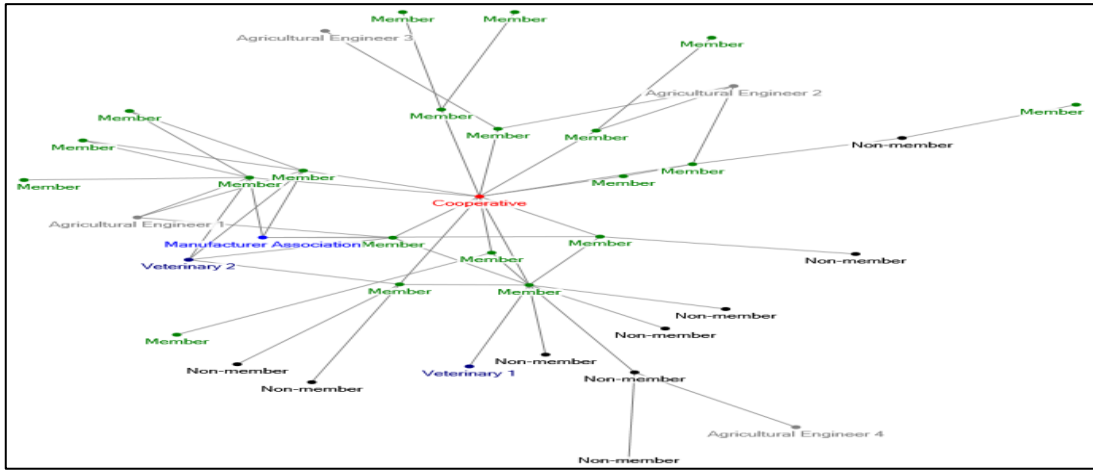 Member
Member
Agricultural Engineer 3
Member
Agricultural Engineer 2
Member
Member
Member
Member
Member
Non-member
Member
Member
Member
Member
Member
Member
Member
Cooperative
Agricultural Engineer 1
Manufacturer Association
Member
Member
Member
Non-member
Veterinary 2
Member
Member
Non-member
Non-member
Member
Non-member
Non-member
Veterinary 1
Non-member
Non-member
Agricultural Engineer 4
Non-member